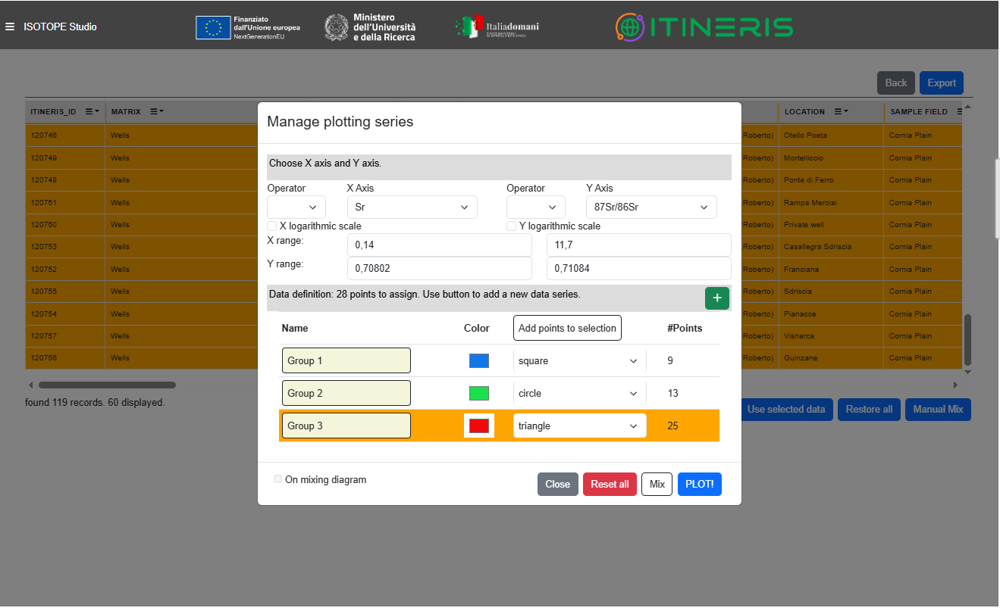 ISOTOPE Studio
Finanziato
dall'Unione europea
NextGenerationEU
Ministero
dell'Università
e della Ricerca
Italiadomani
ITINERIS
Back
Export
ITINERIS_ID
MATRIX
LOCATION
SAMPLE FIELD
120746 Wells Roberto) Otello Poeta Cornia Plain
120749 Wells Roberto) Mortelliccio Cornia Plain
120748 Wells Roberto) Ponte di Ferro Cornia Plain
120751 Wells Roberto) Rampa Merciai Cornia Plain
120750 Wells Roberto) Private well Cornia Plain
120753 Wells Roberto) Casallegra Sdriscia Cornia Plain
120752 Wells Roberto) Franciana Cornia Plain
120755 Wells Roberto) Sdriscia Cornia Plain
120754 Wells Roberto) Pianacce Cornia Plain
120757 Wells Roberto) Visnarca Cornia Plain
120756 Wells Roberto) Guinzane Cornia Plain
found 119 records. 60 displayed.
Use selected data
Restore all
Manual Mix
Manage plotting series
Choose X axis and Y axis.
Operator X Axis Operator Y Axis
Sr 87Sr/86Sr
X logarithmic scale Y logarithmic scale
X range: 0,14 11,7
Y range: 0,70802 0,71084
Data definition: 28 points to assign. Use button to add a new data series. +
Name Color Add points to selection #Points
Group 1 square 9
Group 2 circle 13
Group 3 triangle 25
On mixing diagram
Close
Reset all
Mix
PLOT!